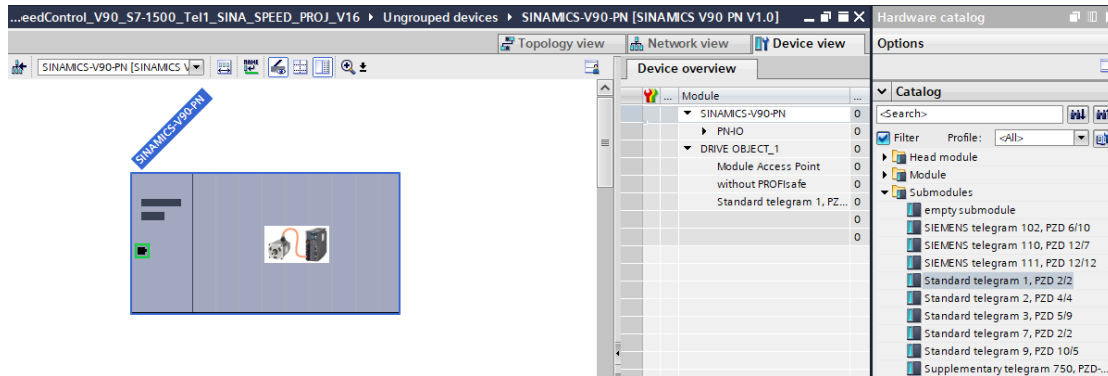 ...eedControl_V90_S7-1500_Tel1_SINA_SPEED_PROJ_V16 ▸ Ungrouped devices ▸ SINAMICS-V90-PN [SINAMICS V90 PN V1.0]
Hardware catalog
Topology view
Network view
Device view
Options
SINAMICS-V90-PN [SINAMICS V
Device overview
SINAMICS-V90-PN
... Module ...
SINAMICS-V90-PN 0
PN-IO 0
DRIVE OBJECT_1 0
Module Access Point 0
without PROFIsafe 0
Standard telegram 1, PZ... 0
0
0
Catalog
<Search>
Filter Profile: <All>
Head module
Module
Submodules
empty submodule
SIEMENS telegram 102, PZD 6/10
SIEMENS telegram 110, PZD 12/7
SIEMENS telegram 111, PZD 12/12
Standard telegram 1, PZD 2/2
Standard telegram 2, PZD 4/4
Standard telegram 3, PZD 5/9
Standard telegram 7, PZD 2/2
Standard telegram 9, PZD 10/5
Supplementary telegram 750, PZD-...